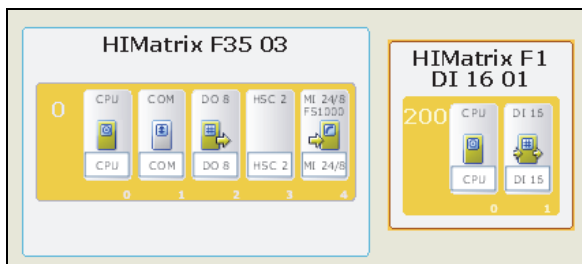 HIMatrix F35 03
0
CPU COM DO 8 HSC 2 MI 24/8
FS1000
CPU COM DO 8 HSC 2 MI 24/8
0 1 2 3 4
HIMatrix F1
DI 16 01
200
CPU DI 16
CPU DI 16
0 1